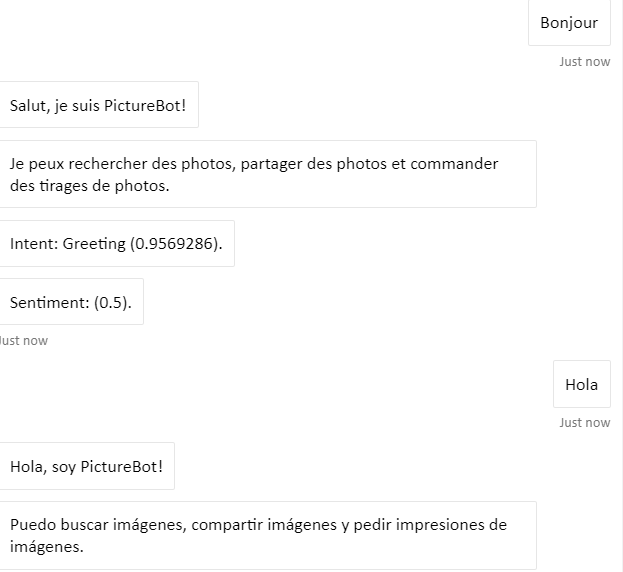 Bonjour
Just now
Salut, je suis PictureBot!
Je peux rechercher des photos, partager des photos et commander
des tirages de photos.
Intent: Greeting (0.9569286).
Sentiment: (0.5).
Just now
Hola
Just now
Hola, soy PictureBot!
Puedo buscar imágenes, compartir imágenes y pedir impresiones de
imágenes.